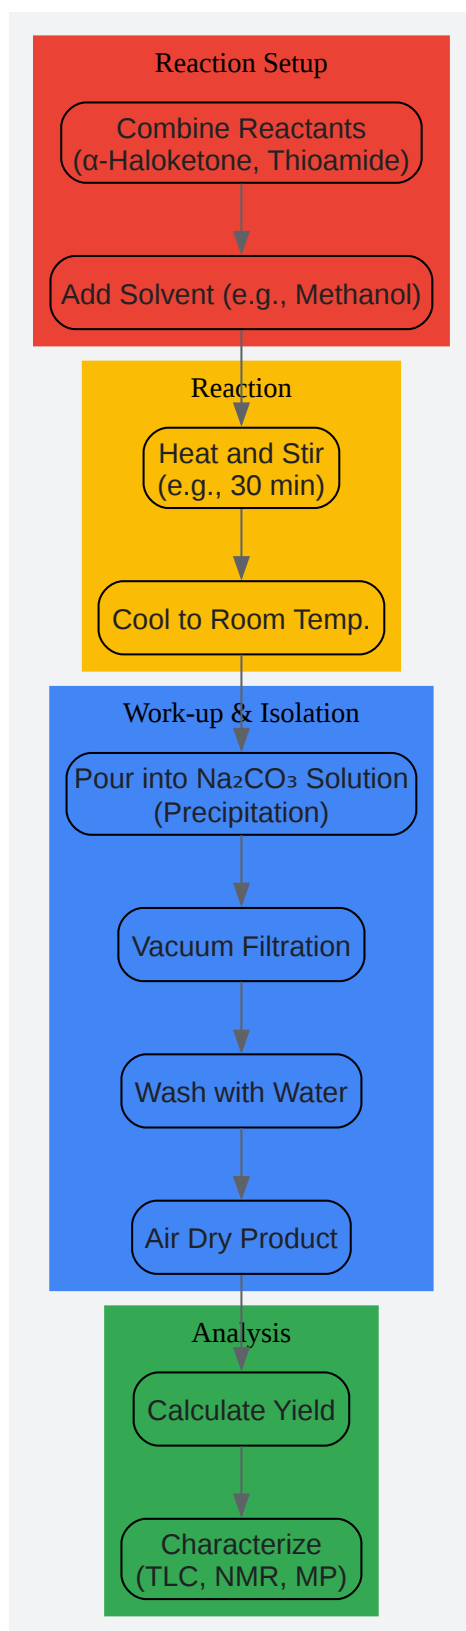 Reaction Setup
Combine Reactants
(α-Haloketone, Thioamide)
Add Solvent (e.g., Methanol)
Reaction
Heat and Stir
(e.g., 30 min)
Cool to Room Temp.
Work-up & Isolation
Pour into Na₂CO₃ Solution
(Precipitation)
Vacuum Filtration
Wash with Water
Air Dry Product
Analysis
Calculate Yield
Characterize
(TLC, NMR, MP)